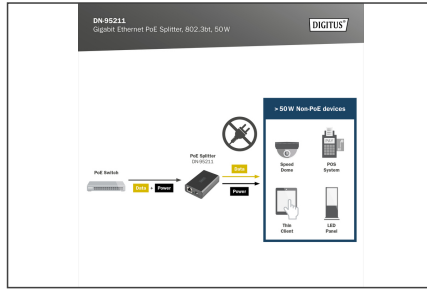 DN-95211
Gigabit Ethernet PoE Splitter, 802.3bt, 50 W
DIGITUS®
> 50 W Non-PoE devices
Speed
Dome
POS
System
PoE Splitter
DN-95211
PoE Switch
Data + Power
Data
Power
Thin
Client
LED
Panel